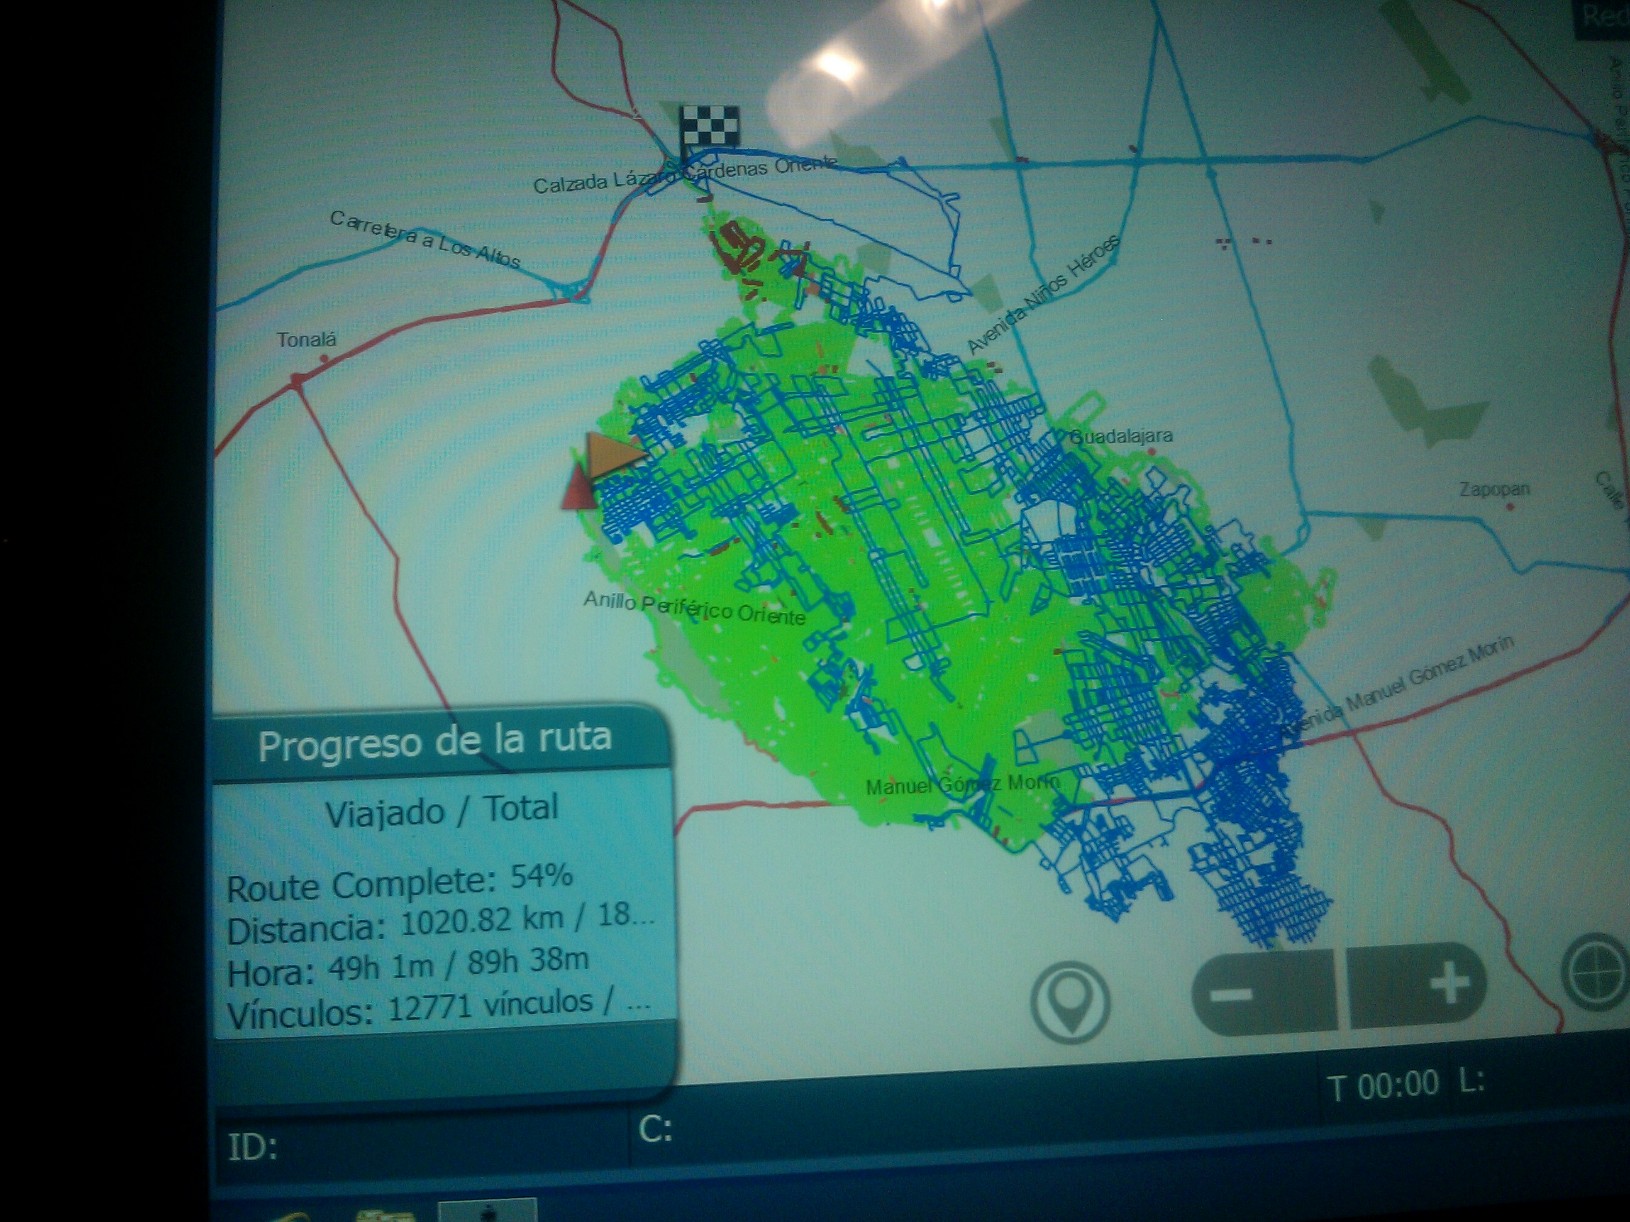 Red
Calzada Lázaro Cárdenas Oriente
Carretera a Los Altos
Avenida Niños Héroes
Tonalá
Guadalajara
Zapopan
Calle
Anillo Periférico Oriente
Avenida Manuel Gómez Morín
Manuel Gómez Morín
Progreso de la ruta
Viajado / Total
Route Complete: 54%
Distancia: 1020.82 km / 18...
Hora: 49h 1m / 89h 38m
Vínculos: 12771 vínculos / ...
T 00:00 L:
ID:
C: